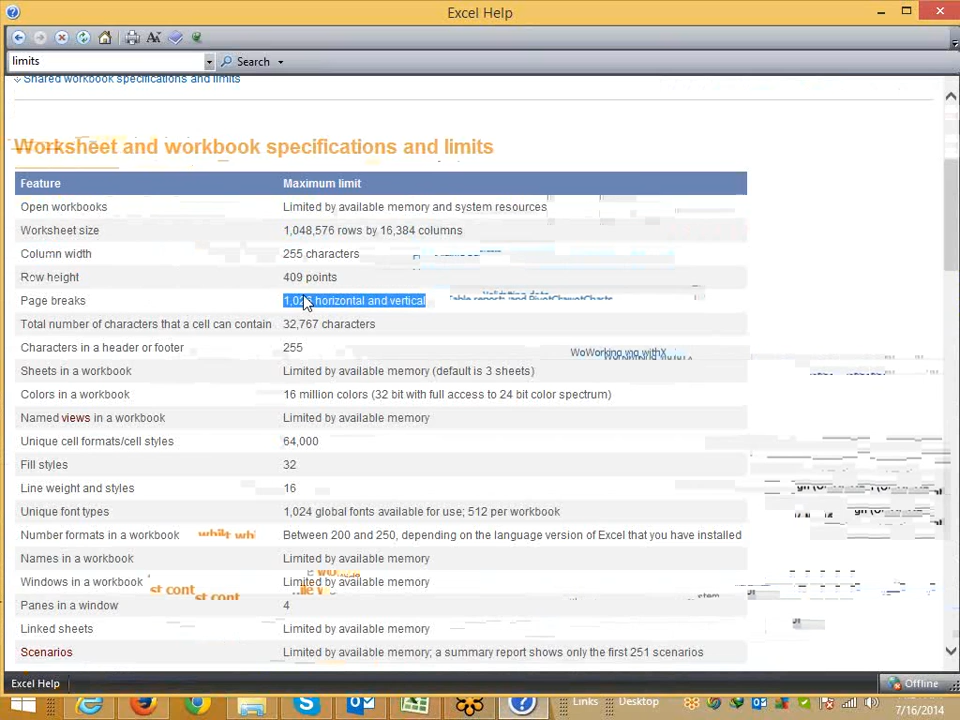 Excel Help
limits
Search
Shared workbook specifications and limits
Worksheet and workbook specifications and limits
Feature Maximum limit
Open workbooks Limited by available memory and system resources
Worksheet size 1,048,576 rows by 16,384 columns
Column width 255 characters
Row height 409 points
Page breaks horizontal and vertical
Total number of characters that a cell can contain 32,767 characters
Characters in a header or footer 255
Sheets in a workbook Limited by available memory (default is 3 sheets)
Colors in a workbook 16 million colors (32 bit with full access to 24 bit color spectrum)
Named views in a workbook Limited by available memory
Unique cell formats/cell styles 64,000
Fill styles 32
Line weight and styles 16
Unique font types 1,024 global fonts available for use; 512 per workbook
Number formats in a workbook Between 200 and 250, depending on the language version of Excel that you have installed
Names in a workbook Limited by available memory
Windows in a workbook Limited by available memory
Panes in a window 4
Linked sheets Limited by available memory
Scenarios Limited by available memory; a summary report shows only the first 251 scenarios
Excel Help Offline
Links Desktop
7/16/2014